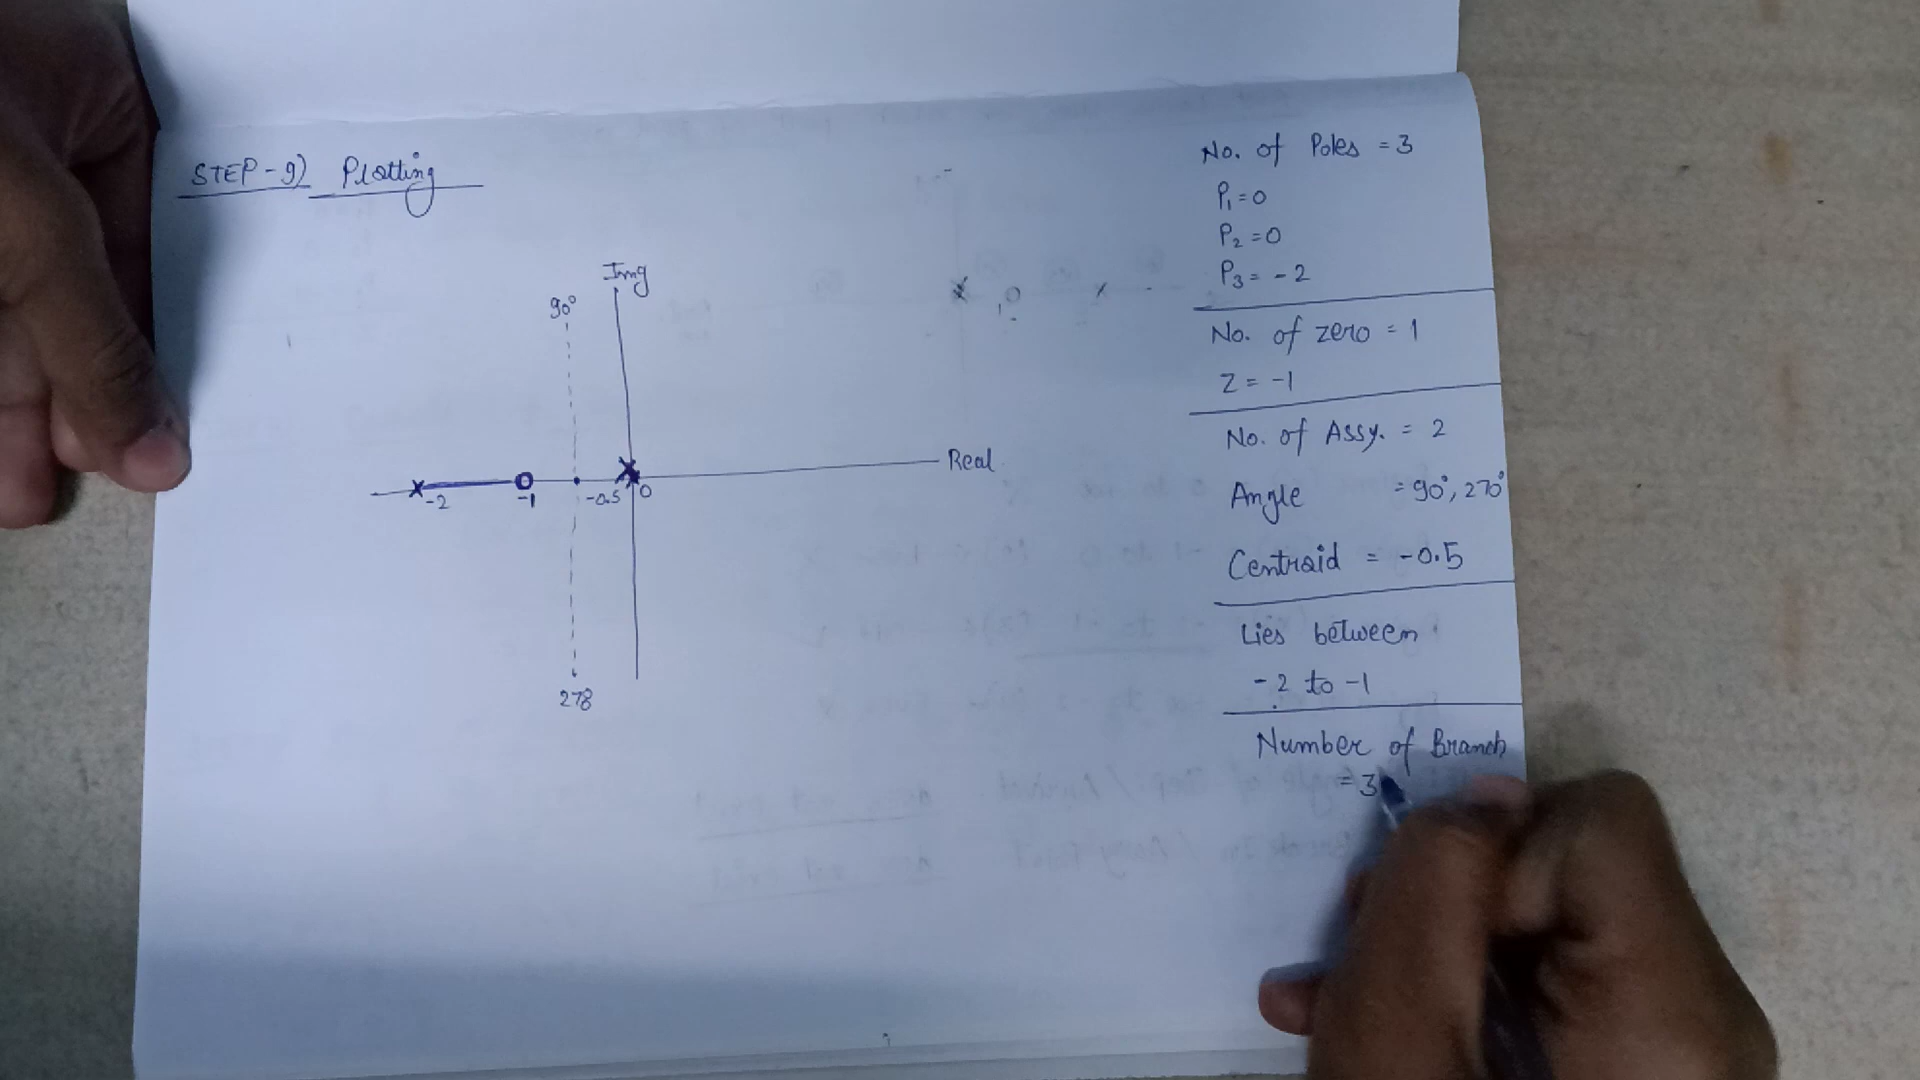 STEP-9) Plotting
Img
90°
Real
-2
-1
-0.5
0
278
No. of Poles = 3
P1 = 0
P2 = 0
P3 = -2
No. of zero = 1
Z = -1
No. of Assy. = 2
Angle = 90°, 270°
Centroid = -0.5
Lies between
-2 to -1
Number of Branch
= 3